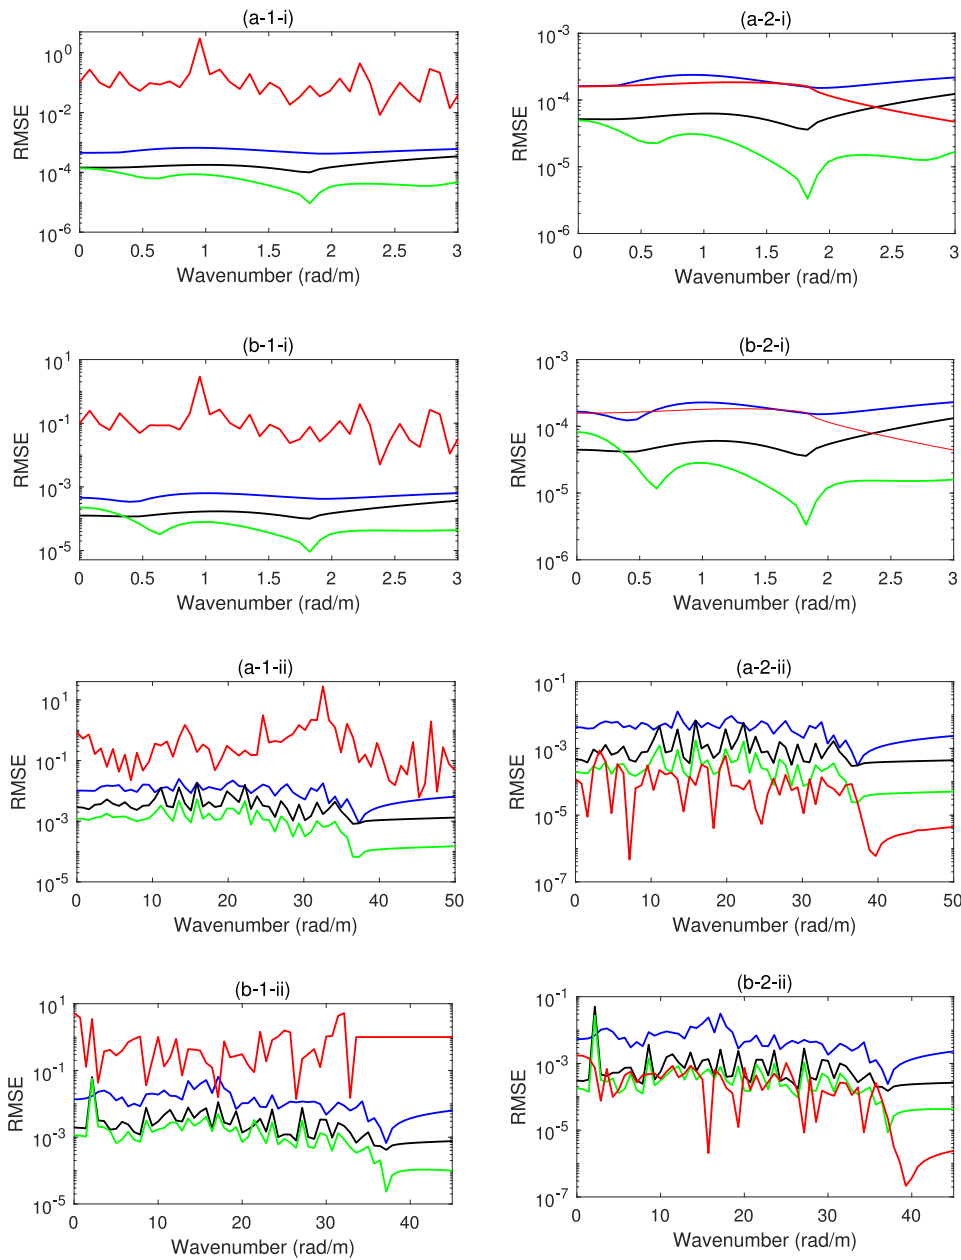 (a-1-i)
RMSE
10^0
10^-2
10^-4
10^-6
0 0.5 1 1.5 2 2.5 3
Wavenumber (rad/m)
(a-2-i)
RMSE
10^-3
10^-4
10^-5
10^-6
0 0.5 1 1.5 2 2.5 3
Wavenumber (rad/m)
(b-1-i)
RMSE
10^1
10^-1
10^-3
10^-5
0 0.5 1 1.5 2 2.5 3
Wavenumber (rad/m)
(b-2-i)
RMSE
10^-3
10^-4
10^-5
10^-6
0 0.5 1 1.5 2 2.5 3
Wavenumber (rad/m)
(a-1-ii)
RMSE
10^1
10^-1
10^-3
10^-5
0 10 20 30 40 50
Wavenumber (rad/m)
(a-2-ii)
RMSE
10^-1
10^-3
10^-5
10^-7
0 10 20 30 40 50
Wavenumber (rad/m)
(b-1-ii)
RMSE
10^1
10^-1
10^-3
10^-5
0 10 20 30 40
Wavenumber (rad/m)
(b-2-ii)
RMSE
10^-1
10^-3
10^-5
10^-7
0 10 20 30 40
Wavenumber (rad/m)